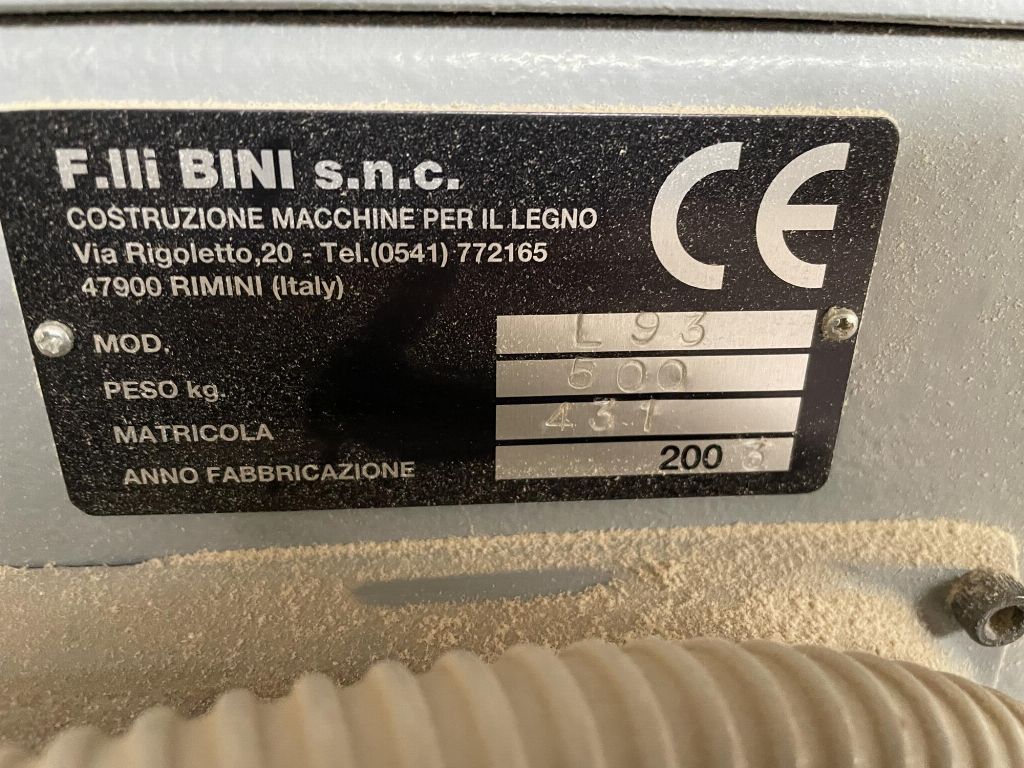 F.lli BINI s.n.c.
CE
COSTRUZIONE MACCHINE PER IL LEGNO
Via Rigoletto,20 - Tel.(0541) 772165
47900 RIMINI (Italy)
MOD. L 93
PESO kg. 500
MATRICOLA 431
ANNO FABBRICAZIONE 2003